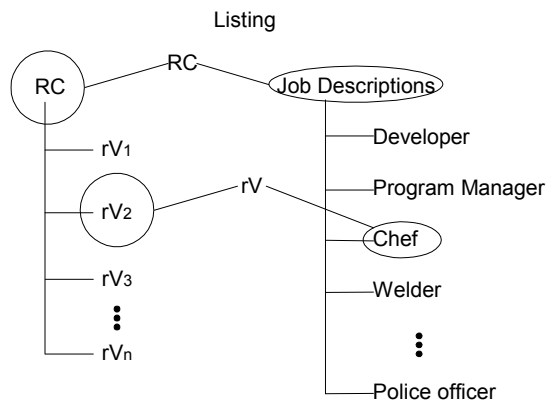 Listing
RC
RC
Job Descriptions
rV1
rV2
rV3
rVn
rV
Developer
Program Manager
Chef
Welder
Police officer